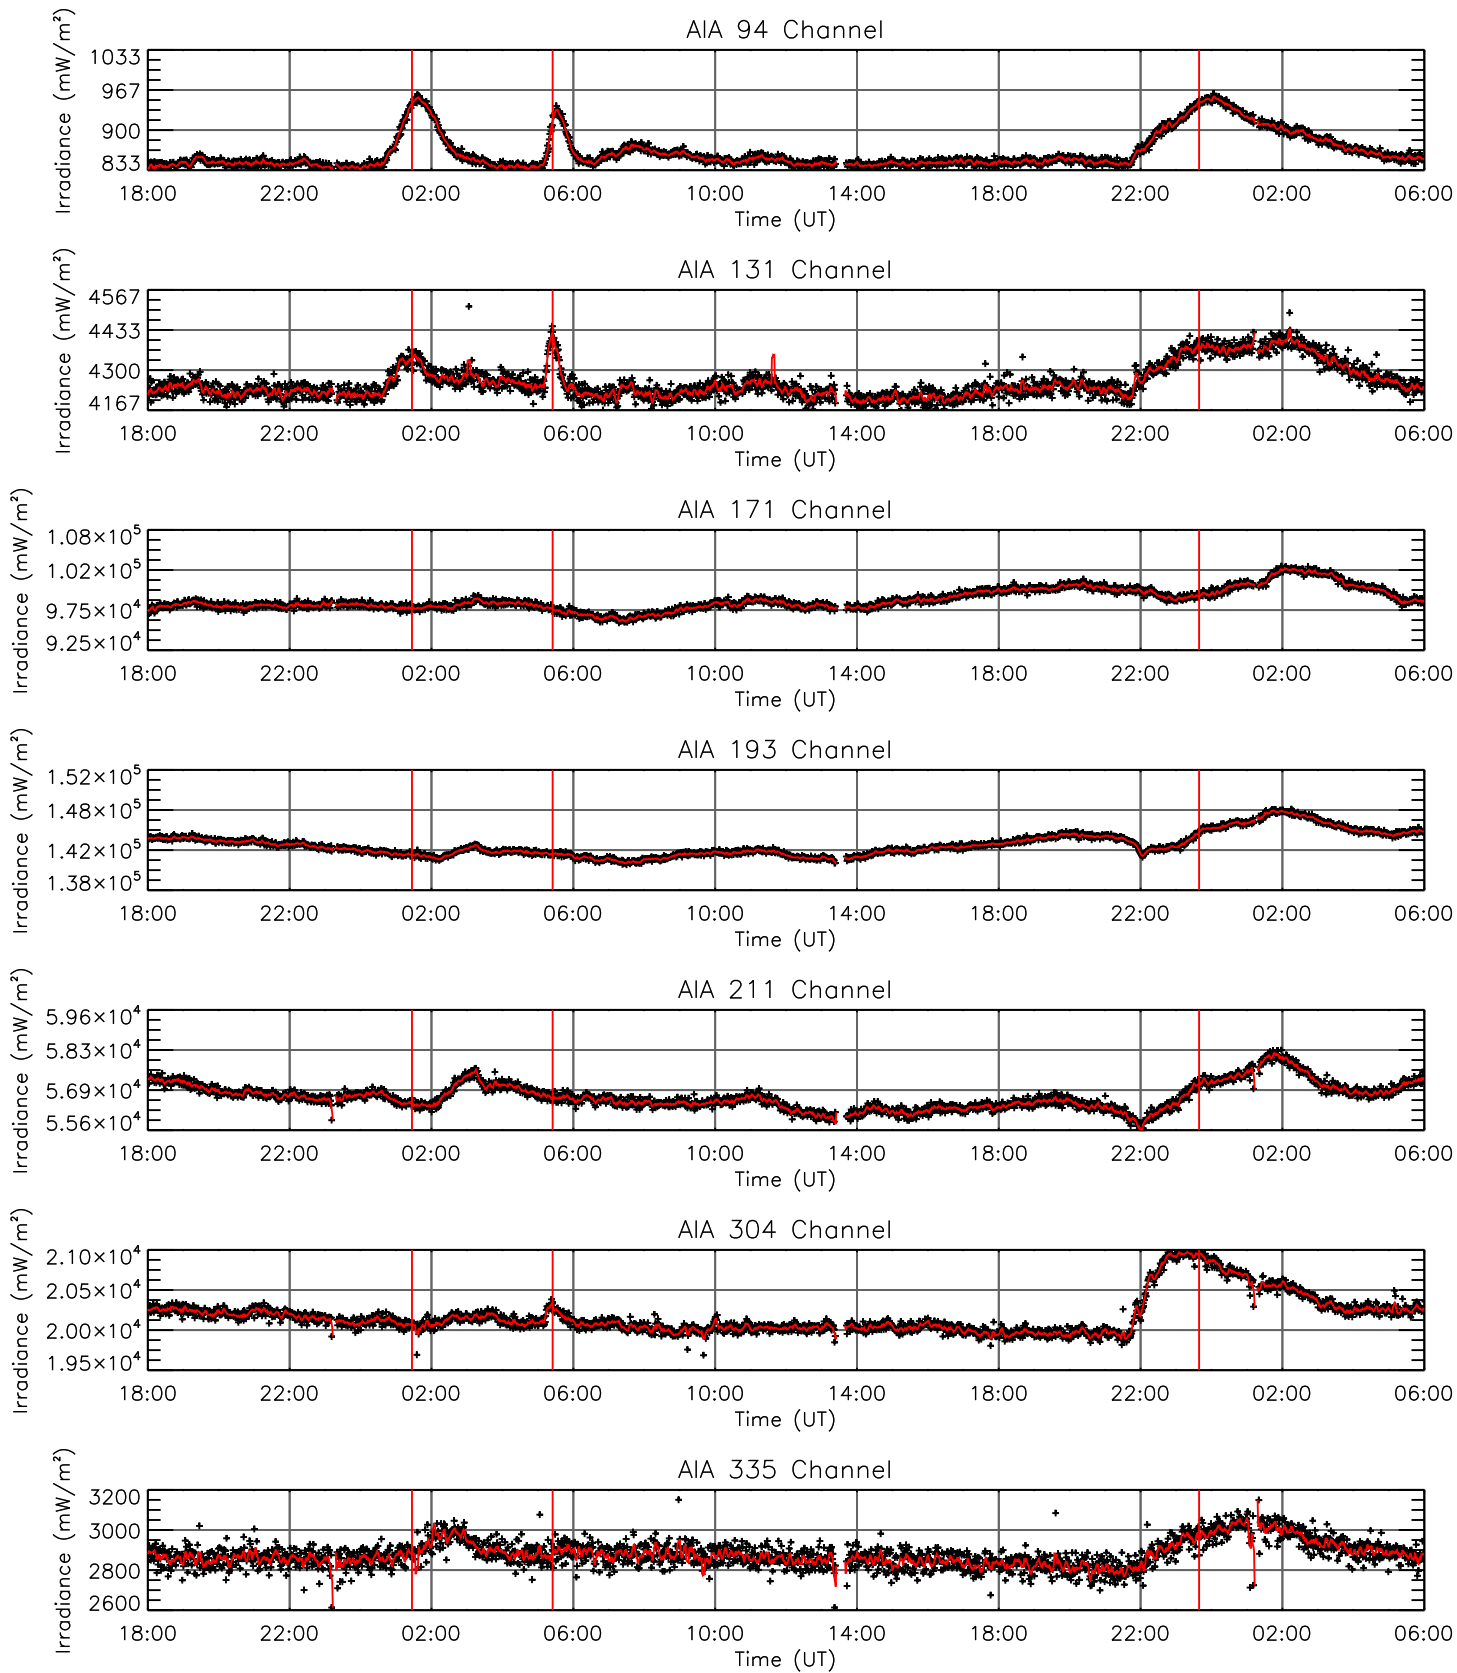 AIA 94 Channel
Irradiance (mW/m²)
1033
967
900
833
18:00 22:00 02:00 06:00 10:00 14:00 18:00 22:00 02:00 06:00
Time (UT)
AIA 131 Channel
Irradiance (mW/m²)
4567
4433
4300
4167
18:00 22:00 02:00 06:00 10:00 14:00 18:00 22:00 02:00 06:00
Time (UT)
AIA 171 Channel
Irradiance (mW/m²)
1.08×10⁵
1.02×10⁵
9.75×10⁴
9.25×10⁴
18:00 22:00 02:00 06:00 10:00 14:00 18:00 22:00 02:00 06:00
Time (UT)
AIA 193 Channel
Irradiance (mW/m²)
1.52×10⁵
1.48×10⁵
1.42×10⁵
1.38×10⁵
18:00 22:00 02:00 06:00 10:00 14:00 18:00 22:00 02:00 06:00
Time (UT)
AIA 211 Channel
Irradiance (mW/m²)
5.96×10⁴
5.83×10⁴
5.69×10⁴
5.56×10⁴
18:00 22:00 02:00 06:00 10:00 14:00 18:00 22:00 02:00 06:00
Time (UT)
AIA 304 Channel
Irradiance (mW/m²)
2.10×10⁴
2.05×10⁴
2.00×10⁴
1.95×10⁴
18:00 22:00 02:00 06:00 10:00 14:00 18:00 22:00 02:00 06:00
Time (UT)
AIA 335 Channel
Irradiance (mW/m²)
3200
3000
2800
2600
18:00 22:00 02:00 06:00 10:00 14:00 18:00 22:00 02:00 06:00
Time (UT)